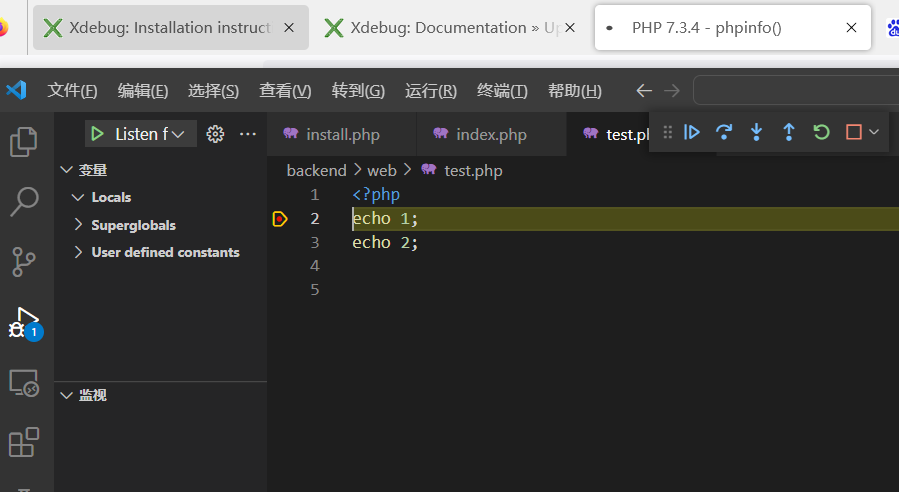 Xdebug: Installation instruct
Xdebug: Documentation » Up
PHP 7.3.4 - phpinfo()
文件(F) 编辑(E) 选择(S) 查看(V) 转到(G) 运行(R) 终端(T) 帮助(H)
Listen f
install.php
index.php
test.ph
变量
Locals
Superglobals
User defined constants
监视
1
backend > web > test.php
1 <?php
2 echo 1;
3 echo 2;
4
5